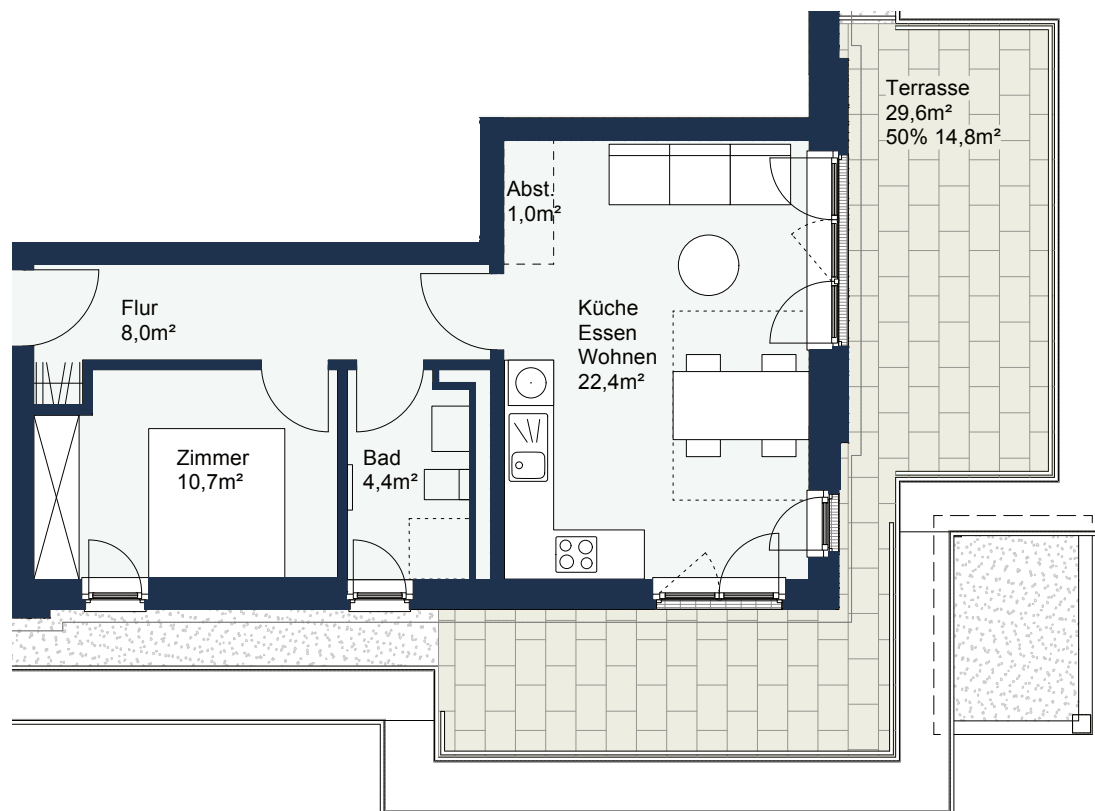 Terrasse
29,6m²
50% 14,8m²
Abst.
1,0m²
Flur
8,0m²
Küche
Essen
Wohnen
22,4m²
Zimmer
10,7m²
Bad
4,4m²